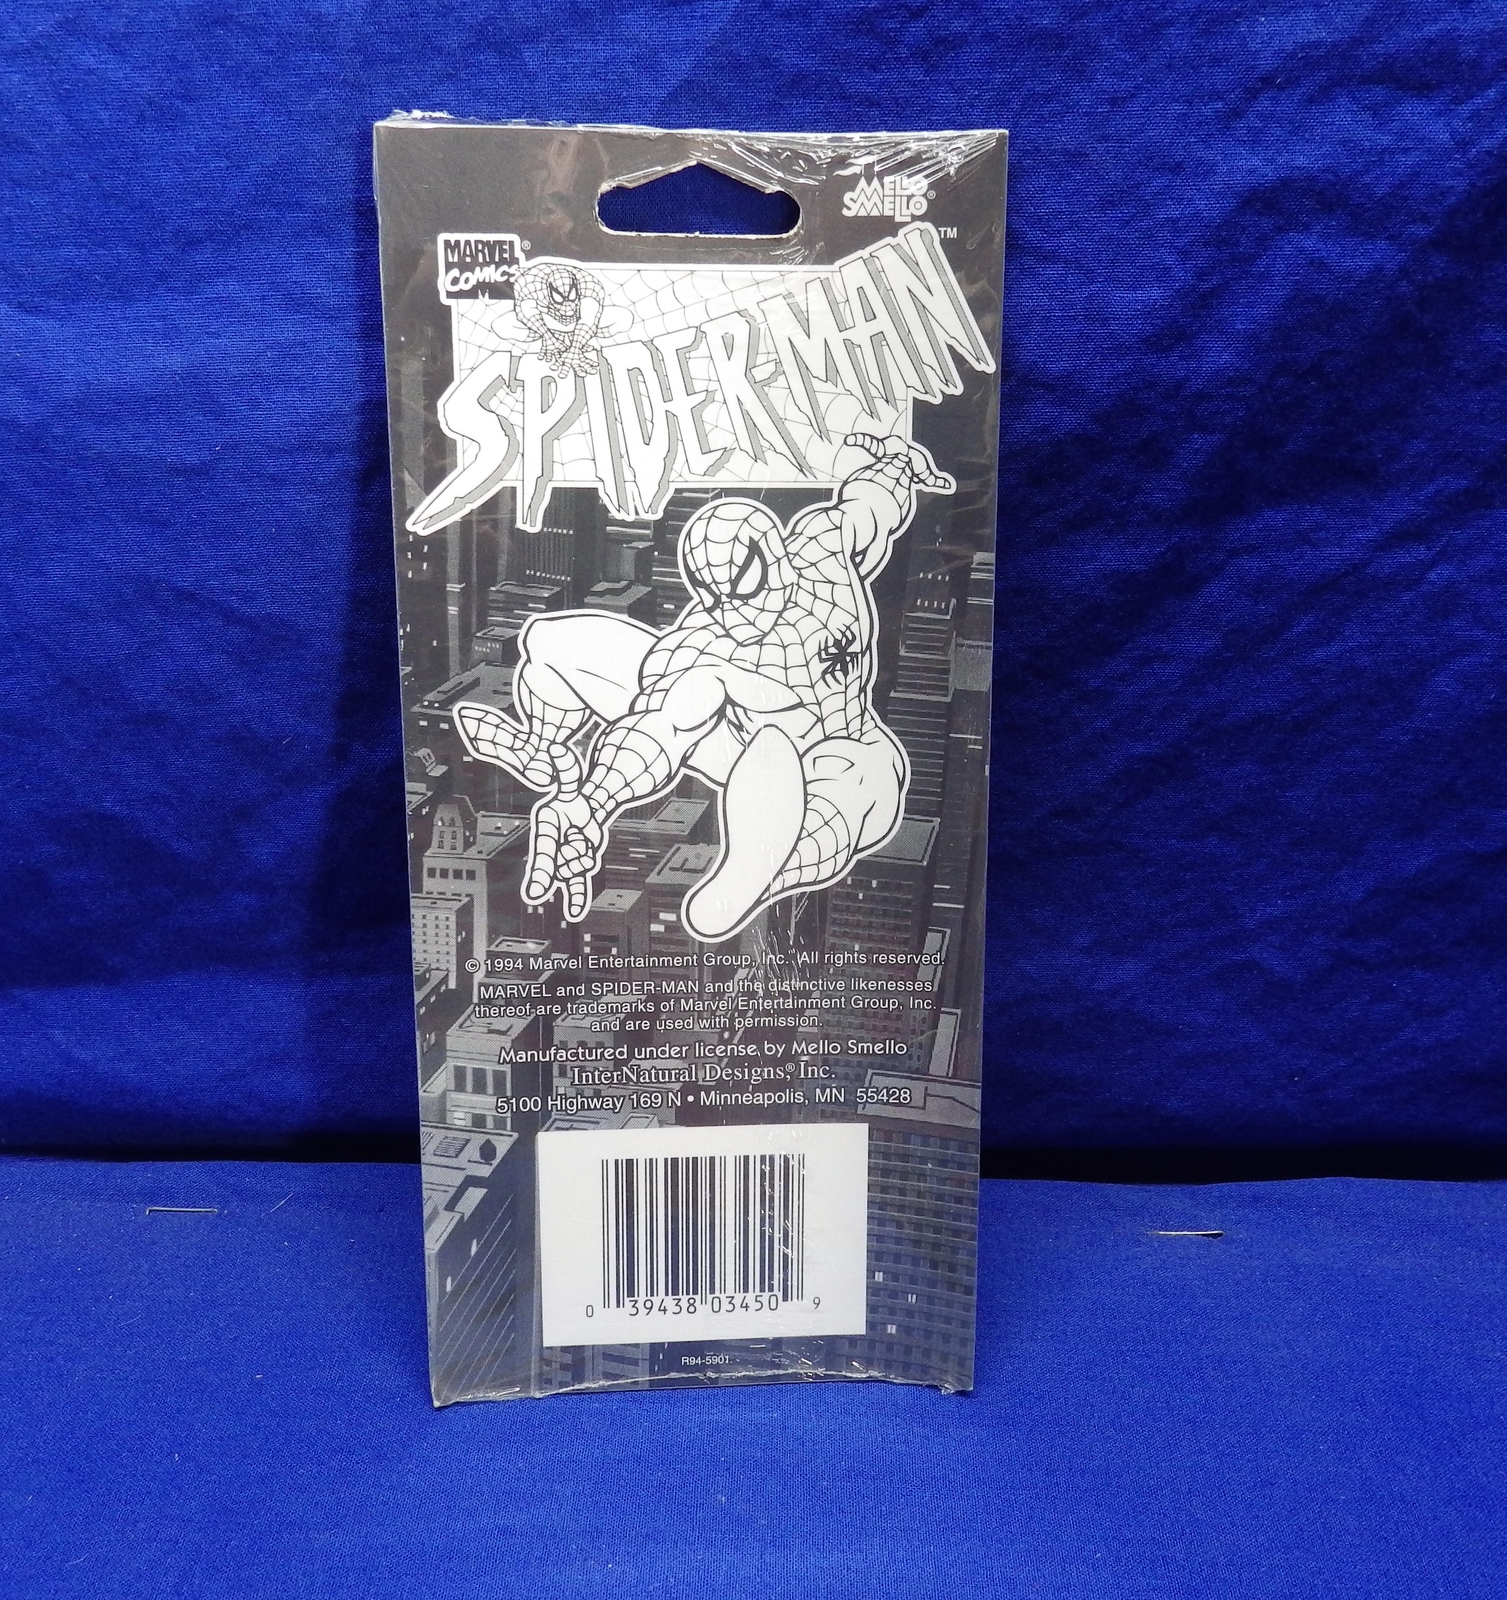 MELLO
SMELLO®
MARVEL®
COMICS
TM
SPIDER-MAN
© 1994 Marvel Entertainment Group, Inc. All rights reserved.
MARVEL and SPIDER-MAN and the distinctive likenesses
thereof are trademarks of Marvel Entertainment Group, Inc.
and are used with permission.
Manufactured under license by Mello Smello
InterNatural Designs,® Inc.
5100 Highway 169 N • Minneapolis, MN 55428
0 39438 03450 9
R94-5901